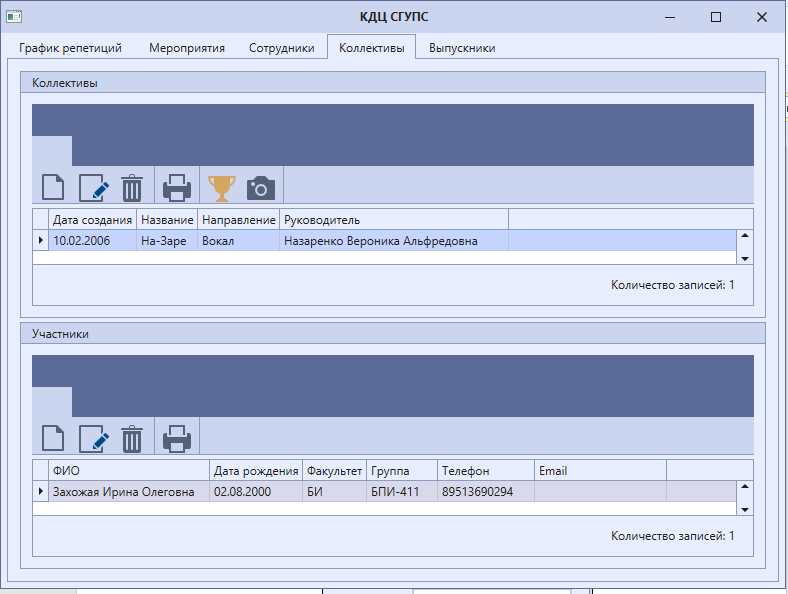 КДЦ СГУПС
График репетиций Мероприятия Сотрудники Коллективы Выпускники
Коллективы
Дата создания Название Направление Руководитель
10.02.2006 На-Заре Вокал Назаренко Вероника Альфредовна
Количество записей: 1
Участники
ФИО Дата рождения Факультет Группа Телефон Email
Захожая Ирина Олеговна 02.08.2000 БИ БПИ-411 89513690294
Количество записей: 1